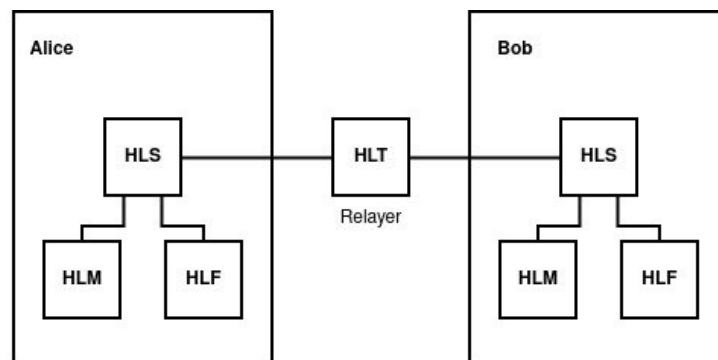 Alice
Bob
HLS
HLT
HLS
Relayer
HLM
HLF
HLM
HLF